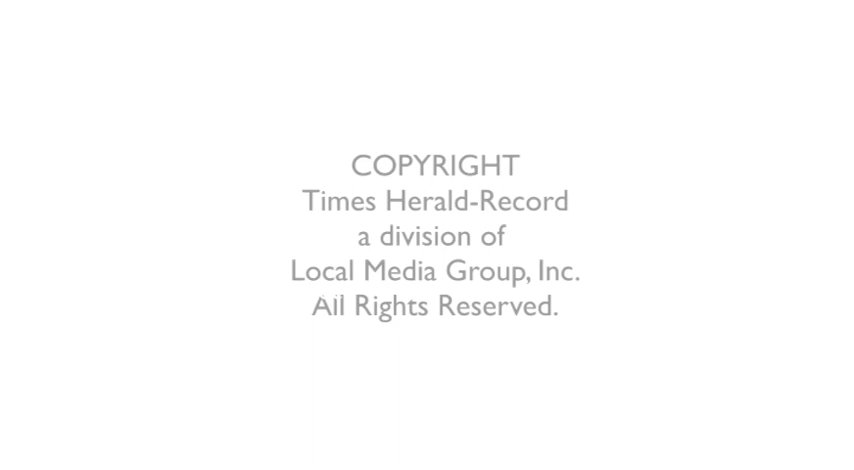 COPYRIGHT
Times Herald-Record
a division of
Local Media Group, Inc.
All Rights Reserved.